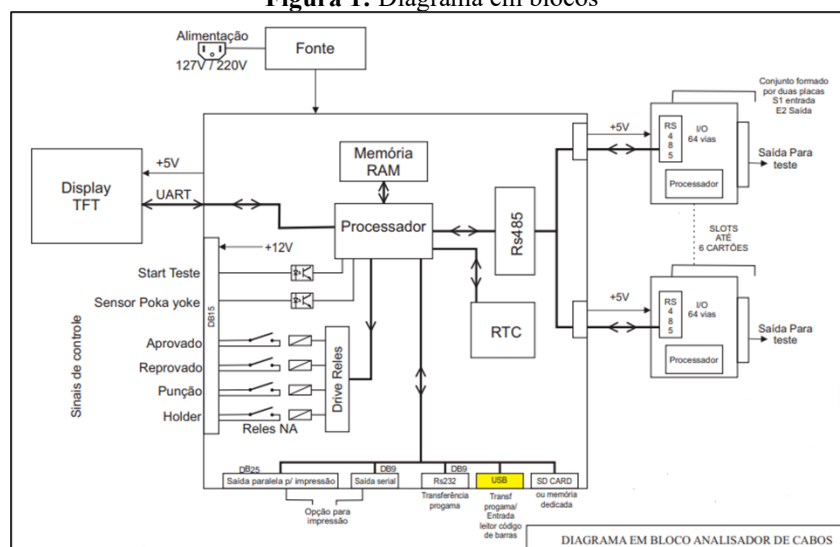 Figura 1: Diagrama em blocos
Alimentação
127V / 220V
Fonte
Conjunto formado
por duas placas
S1 entrada
E2 Saída
+5V
RS
4
8
5
I/O
64 vias
Saída Para
teste
Processador
Memória
RAM
+5V
Display
TFT
UART
Processador
Rs485
SLOTS
ATÉ
6 CARTÕES
+12V
Start Teste
Sensor Poka yoke
DB15
RTC
+5V
RS
4
8
5
I/O
64 vias
Saída Para
teste
Processador
Sinais de controle
Aprovado
Reprovado
Punção
Holder
Reles NA
Drive Reles
DB25
DB9
DB9
Saída paralela p/ impressão
Saída serial
Rs232
USB
SD CARD
Opção para
impressão
Transferência
progama
Transf
progama/
Entrada
leitor código
de barras
ou memória
dedicada
DIAGRAMA EM BLOCO ANALISADOR DE CABOS